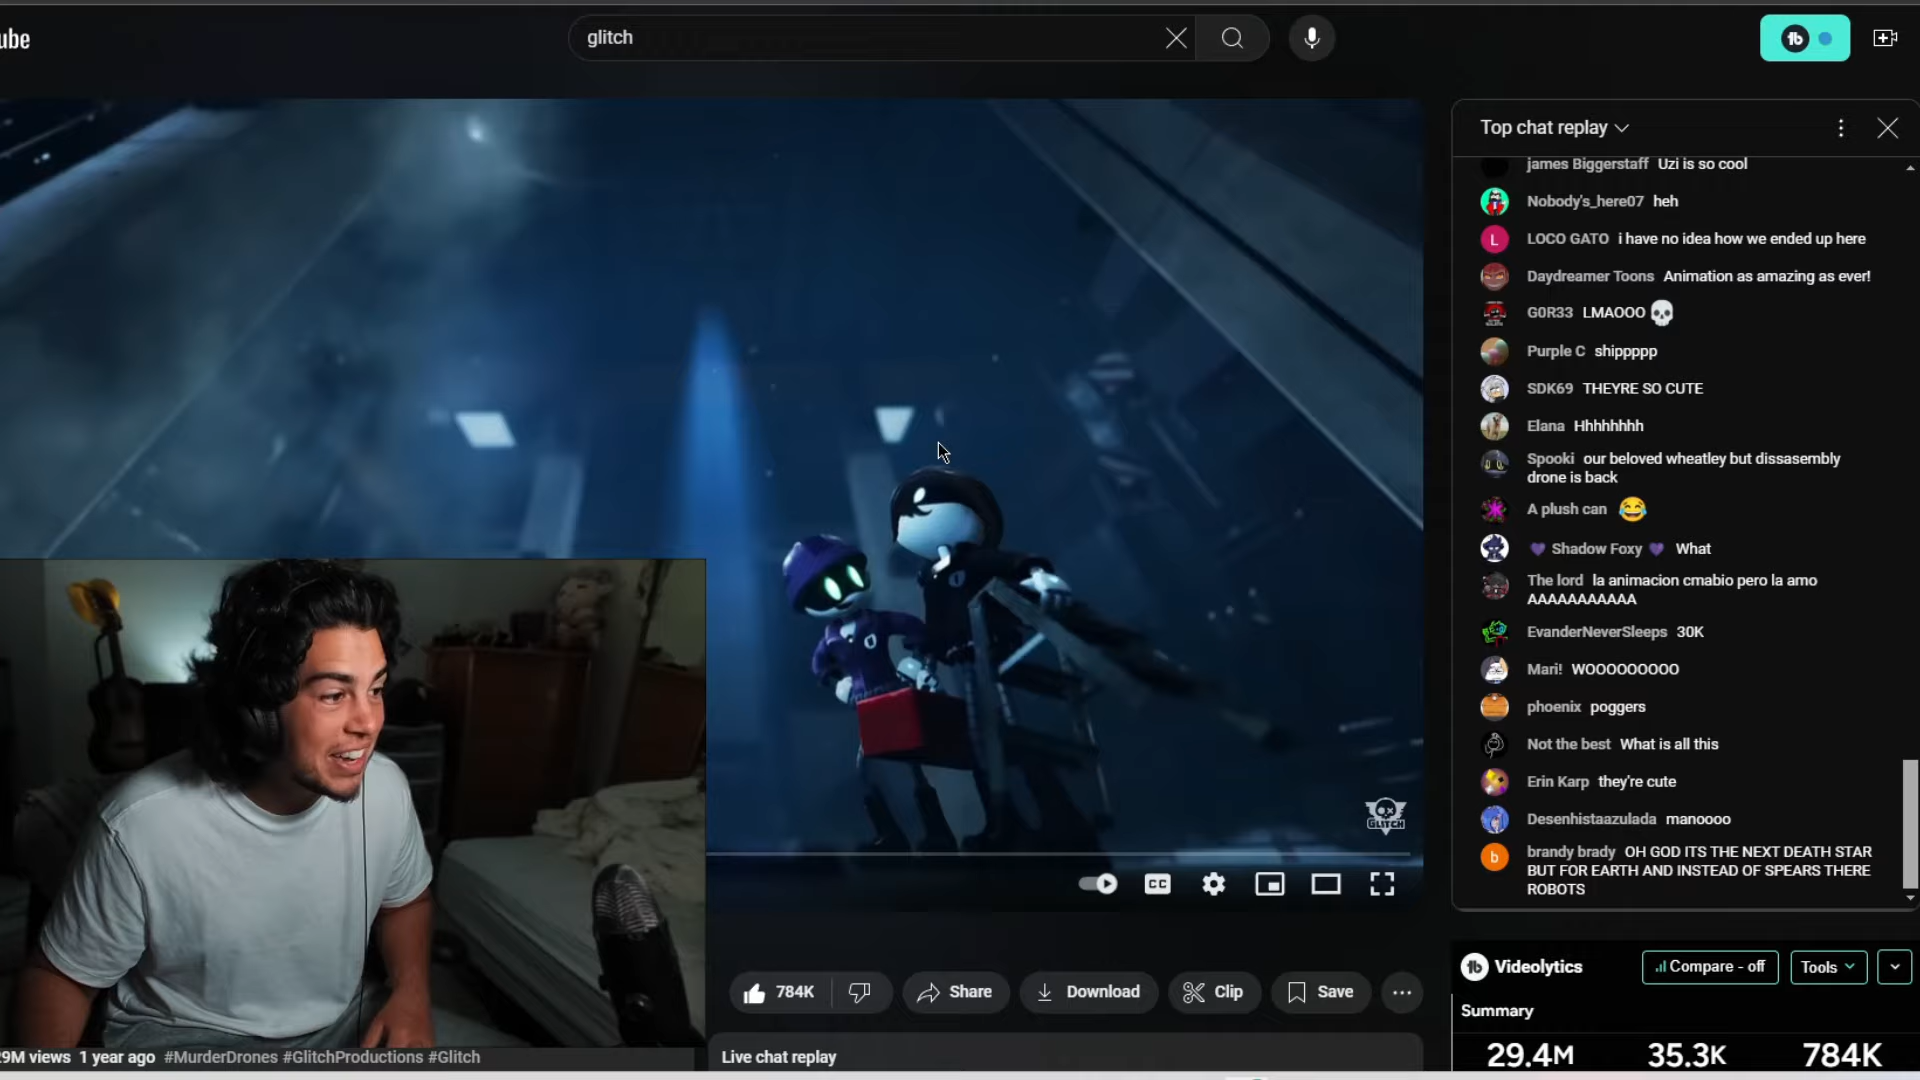 ube
glitch
Top chat replay
james Biggerstaff Uzi is so cool
Nobody's_here07 heh
L
LOCO GATO i have no idea how we ended up here
Daydreamer Toons Animation as amazing as ever!
G0R33 LMAOOO 💀
Purple C shippppp
SDK69 THEYRE SO CUTE
Elana Hhhhhhhh
Spooki our beloved wheatley but dissasembly
drone is back
A plush can 😂
💜 Shadow Foxy 💜 What
The lord la animacion cmabio pero la amo
AAAAAAAAAAA
EvanderNeverSleeps 30K
Mari! WOOOOOOOOO
phoenix poggers
Not the best What is all this
Erin Karp they're cute
Desenhistaazulada manoooo
b
brandy brady OH GOD ITS THE NEXT DEATH STAR
BUT FOR EARTH AND INSTEAD OF SPEARS THERE
ROBOTS
GLITCH
CC
784K
Share
Download
Clip
Save
Videolytics
Compare - off
Tools
Summary
29.4M 35.3K 784K
29M views 1 year ago #MurderDrones #GlitchProductions #Glitch
Live chat replay